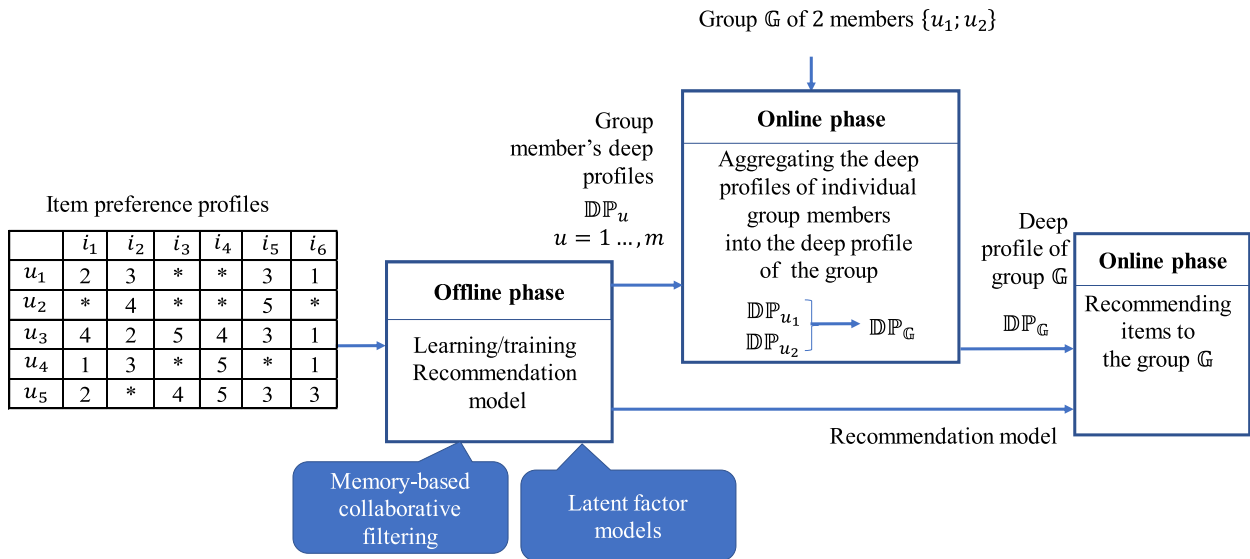 Group 𝔾 of 2 members {u₁; u₂}
Online phase
Aggregating the deep
profiles of individual
group members
into the deep profile
of the group
𝔻ℙu₁
𝔻ℙu₂
𝔻ℙ𝔾
Group
member’s deep
profiles
𝔻ℙu
u = 1 …, m
Item preference profiles
i₁ i₂ i₃ i₄ i₅ i₆
u₁ 2 3 * * 3 1
u₂ * 4 * * 5 *
u₃ 4 2 5 4 3 1
u₄ 1 3 * 5 * 1
u₅ 2 * 4 5 3 3
Offline phase
Learning/training
Recommendation
model
Memory-based
collaborative
filtering
Latent factor
models
Deep
profile of
group 𝔾
𝔻ℙ𝔾
Recommendation model
Online phase
Recommending
items to
the group 𝔾